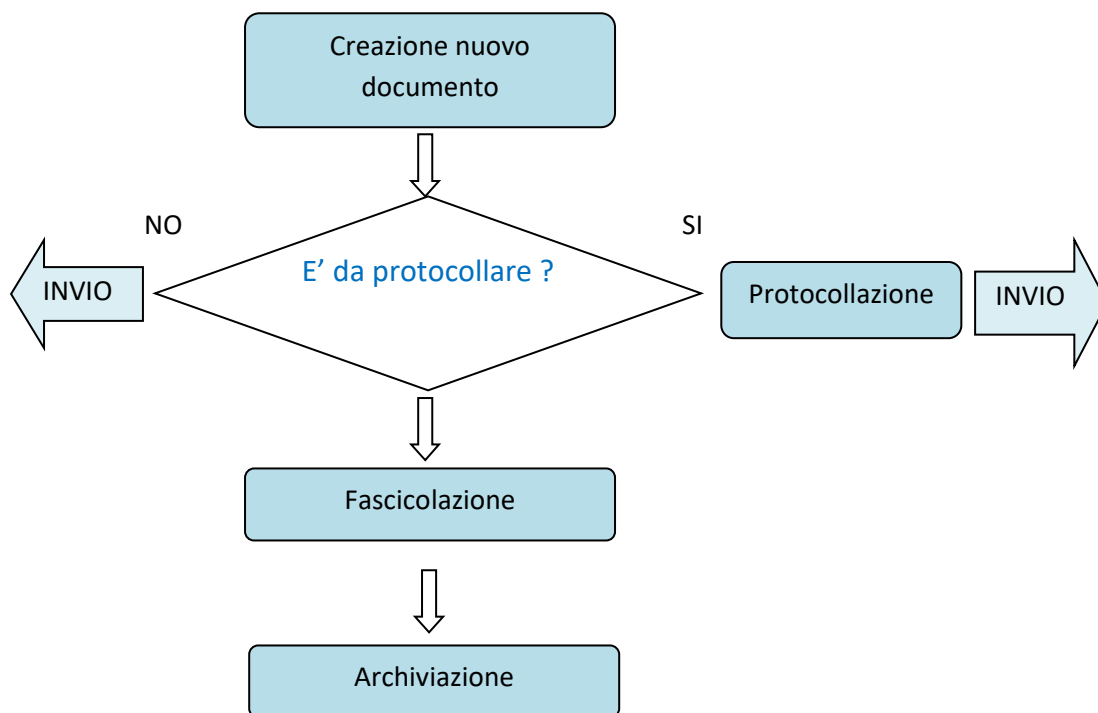 Creazione nuovo
documento
NO
SI
E’ da protocollare ?
INVIO
Protocollazione
INVIO
Fascicolazione
Archiviazione